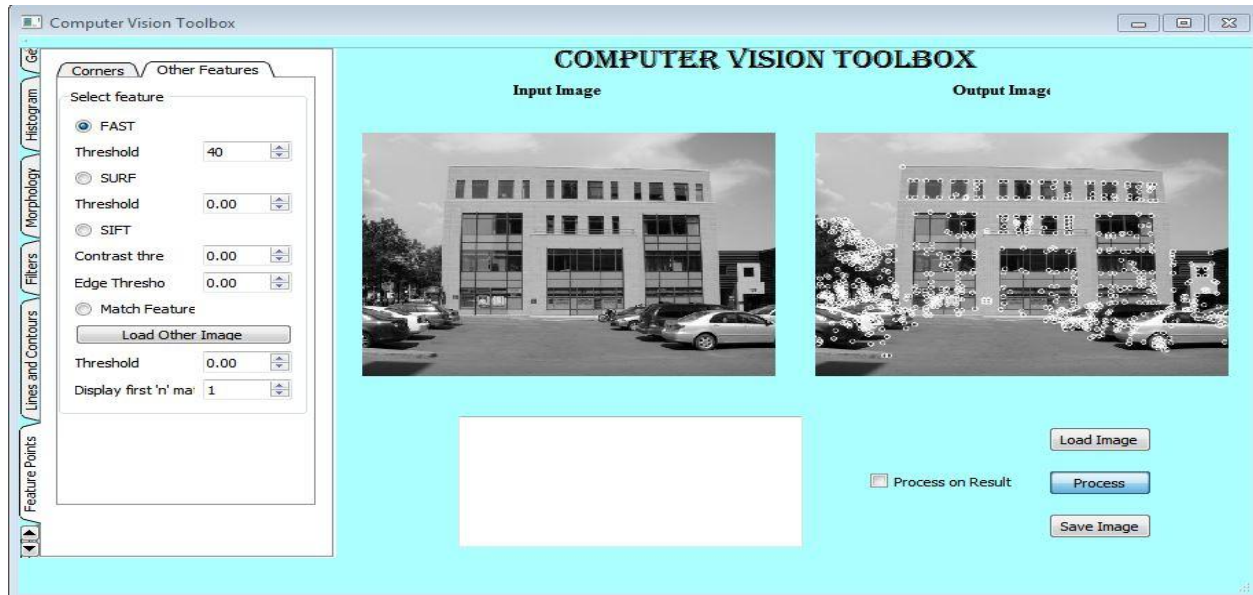 Computer Vision Toolbox
COMPUTER VISION TOOLBOX
Input Image
Output Image
Ge
Histogram
Morphology
Filters
Lines and Contours
Feature Points
Corners
Other Features
Select feature
FAST
Threshold 40
SURF
Threshold 0.00
SIFT
Contrast thre 0.00
Edge Thresho 0.00
Match Feature
Load Other Image
Threshold 0.00
Display first 'n' ma 1
Load Image
Process on Result
Process
Save Image